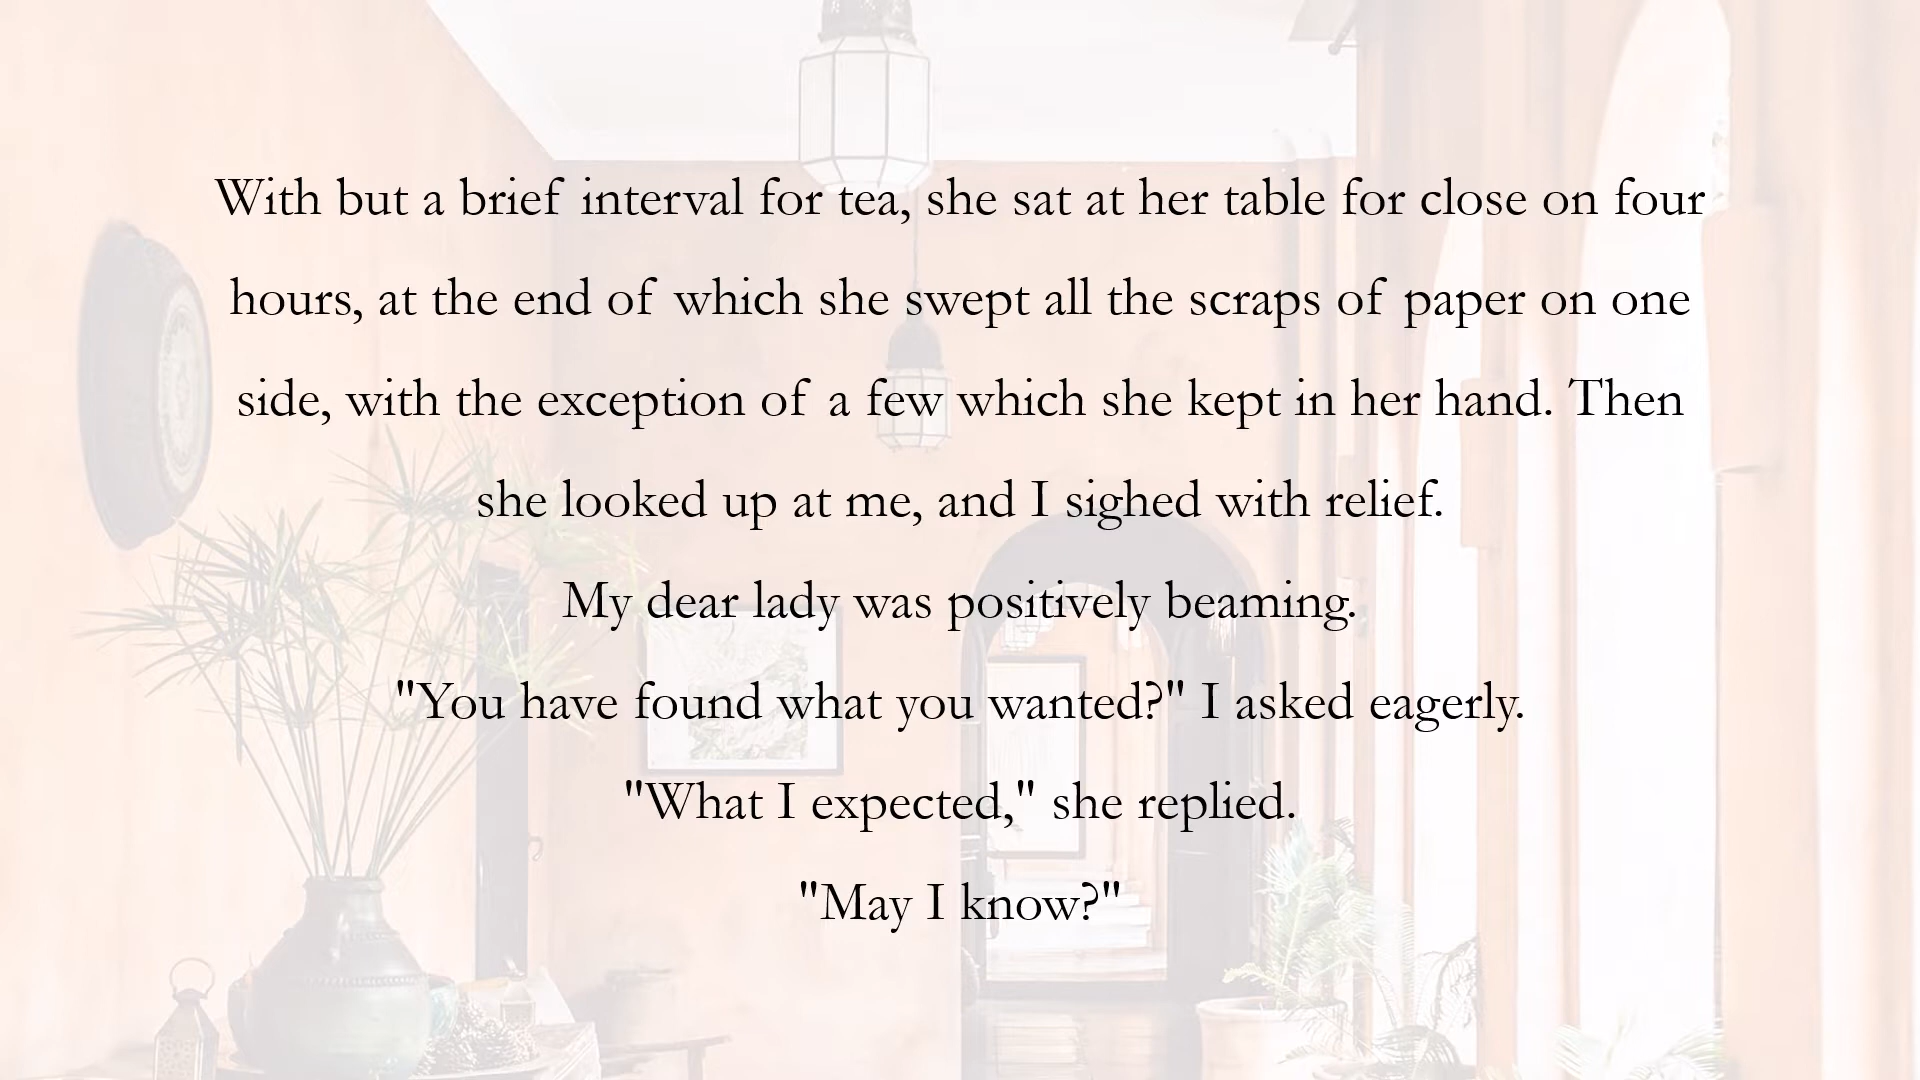 With but a brief interval for tea, she sat at her table for close on four
hours, at the end of which she swept all the scraps of paper on one
side, with the exception of a few which she kept in her hand. Then
she looked up at me, and I sighed with relief.
My dear lady was positively beaming.
"You have found what you wanted?" I asked eagerly.
"What I expected," she replied.
"May I know?"